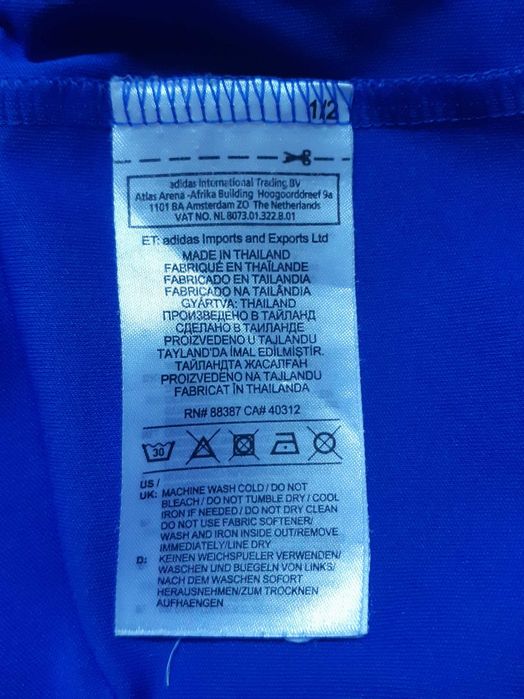 1/2
adidas International Trading BV
Atlas Arena -Afrika Building Hoogoorddreef 9a
1101 BA Amsterdam ZO The Netherlands
VAT NO. NL 8073.01.322.B.01
ET: adidas Imports and Exports Ltd
MADE IN THAILAND
FABRIQUÉ EN THAÏLANDE
FABRICADO EN TAILANDIA
FABRICADO NA TAILÂNDIA
GYÁRTVA: THAILAND
ПРОИЗВЕДЕНО В ТАЙЛАНД
СДЕЛАНО В ТАИЛАНДЕ
PROIZVEDENO U TAJLANDU
TAYLAND'DA İMAL EDİLMİŞTİR.
ТАЙЛАНДТА ЖАСАЛҒАН
PROIZVEDENO NA TAJLANDU
FABRICAT ÎN THAILANDA
RN# 88387 CA# 40312
30
US /
UK: MACHINE WASH COLD / DO NOT
BLEACH / DO NOT TUMBLE DRY / COOL
IRON IF NEEDED / DO NOT DRY CLEAN
DO NOT USE FABRIC SOFTENER/
WASH AND IRON INSIDE OUT/REMOVE
IMMEDIATELY/LINE DRY
D: KEINEN WEICHSPUELER VERWENDEN/
WASCHEN UND BUEGELN VON LINKS/
NACH DEM WASCHEN SOFORT
HERAUSNEHMEN/ZUM TROCKNEN
AUFHAENGEN